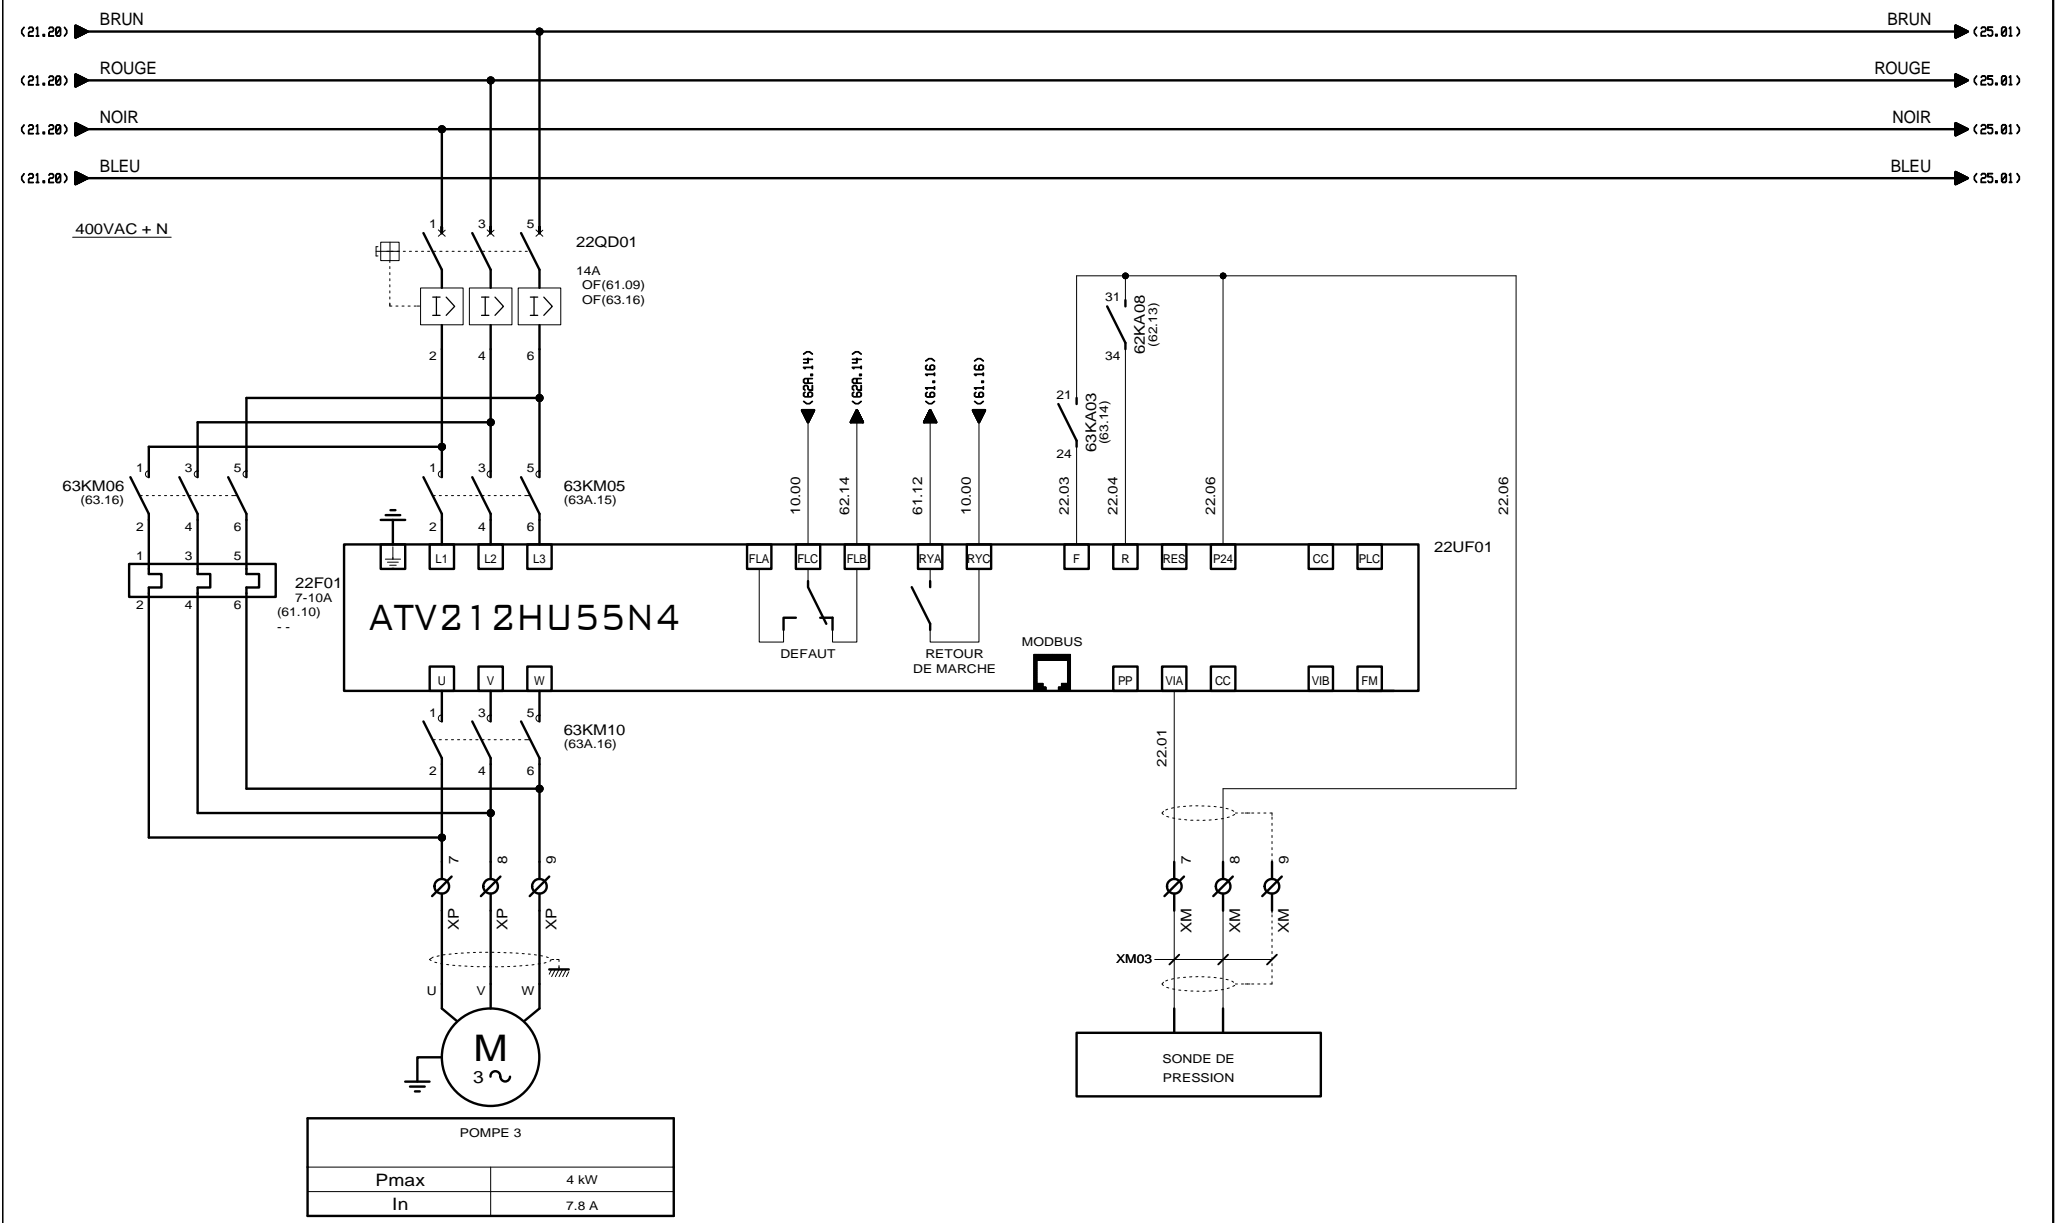 BRUN
BRUN
(21.20)
(25.01)
ROUGE
ROUGE
(21.20)
(25.01)
NOIR
NOIR
(21.20)
(25.01)
BLEU
BLEU
(21.20)
(25.01)
400VAC + N
1 3 5
22QD01
14A
OF(61.09)
OF(63.16)
I> I> I>
2 4 6
31
34
62KA08
(62.13)
21
24
63KA03
(63.14)
(62A.14)
(62A.14)
(61.16)
(61.16)
10.00
62.14
61.12
10.00
22.03
22.04
22.06
22.06
63KM06
(63.16)
1 3 5
2 4 6
1 3 5
63KM05
(63A.15)
2 4 6
1 3 5
22F01
7-10A
(61.10)
--
2 4 6
22UF01
L1 L2 L3 FLA FLC FLB RYA RYC F R RES P24 CC PLC
ATV212HU55N4
DEFAUT
RETOUR
DE MARCHE
MODBUS
U V W PP VIA CC VIB FM
1 3 5
63KM10
(63A.16)
2 4 6
22.01
7 8 9
XP XP XP
7 8 9
XM XM XM
XM03
U V W
M
3
SONDE DE
PRESSION
POMPE 3
Pmax 4 kW
In 7.8 A